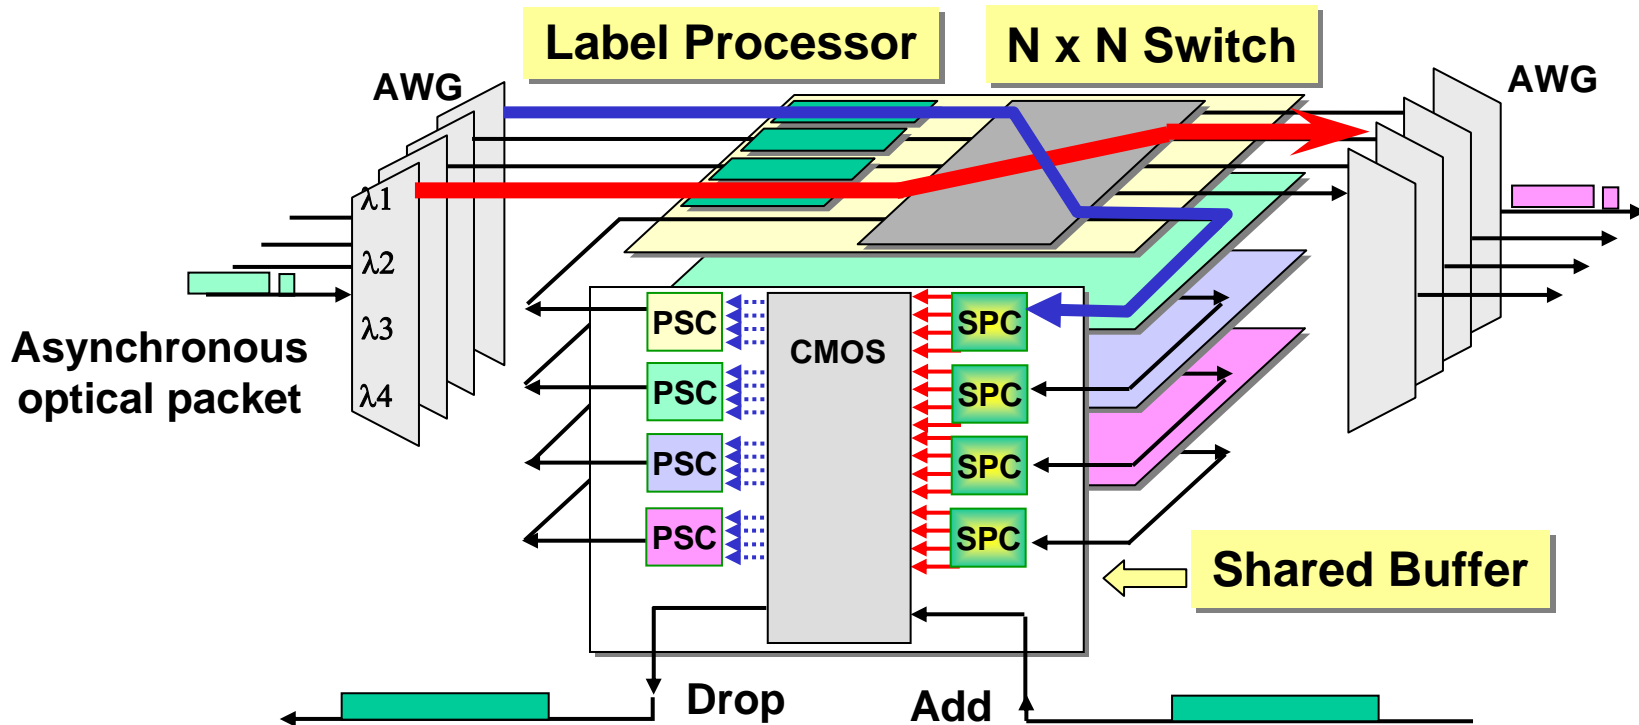 Label Processor
N x N Switch
AWG
AWG
λ1
λ2
λ3
λ4
Asynchronous
optical packet
PSC
PSC
PSC
PSC
CMOS
SPC
SPC
SPC
SPC
Shared Buffer
Drop
Add